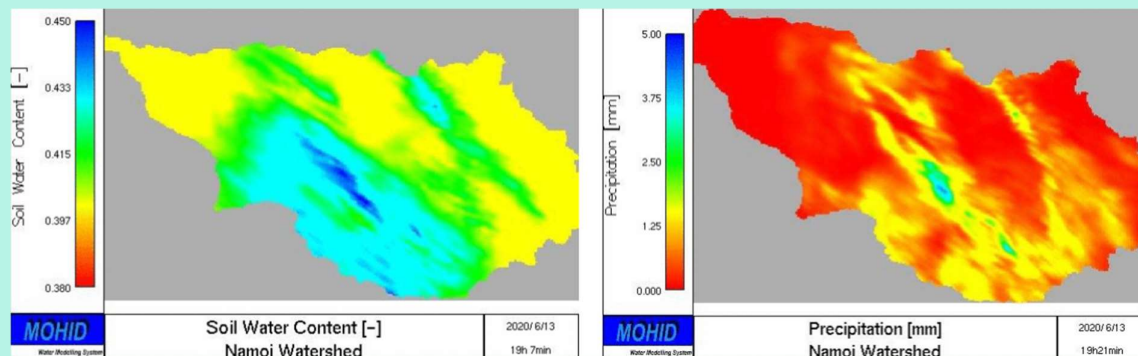 0.450
0.433
0.415
0.397
0.380
Soil Water Content [-]
MOHID
Water Modelling System
Soil Water Content [-]
Namoi Watershed
2020/6/13
19h 7min
5.00
3.75
2.50
1.25
0.000
Precipitation [mm]
MOHID
Water Modelling System
Precipitation [mm]
Namoi Watershed
2020/6/13
19h21min